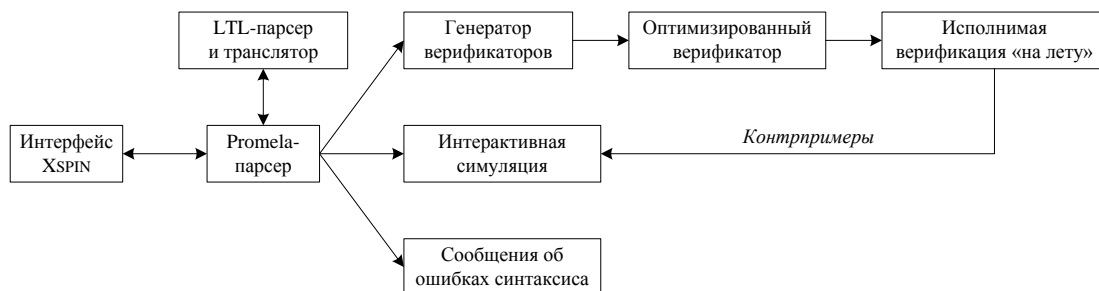 LTL-парсер
и транслятор
Генератор
верификаторов
Оптимизированный
верификатор
Исполнимая
верификация «на лету»
Интерфейс
XSPIN
Promela-
парсер
Интерактивная
симуляция
Контрпримеры
Сообщения об
ошибках синтаксиса